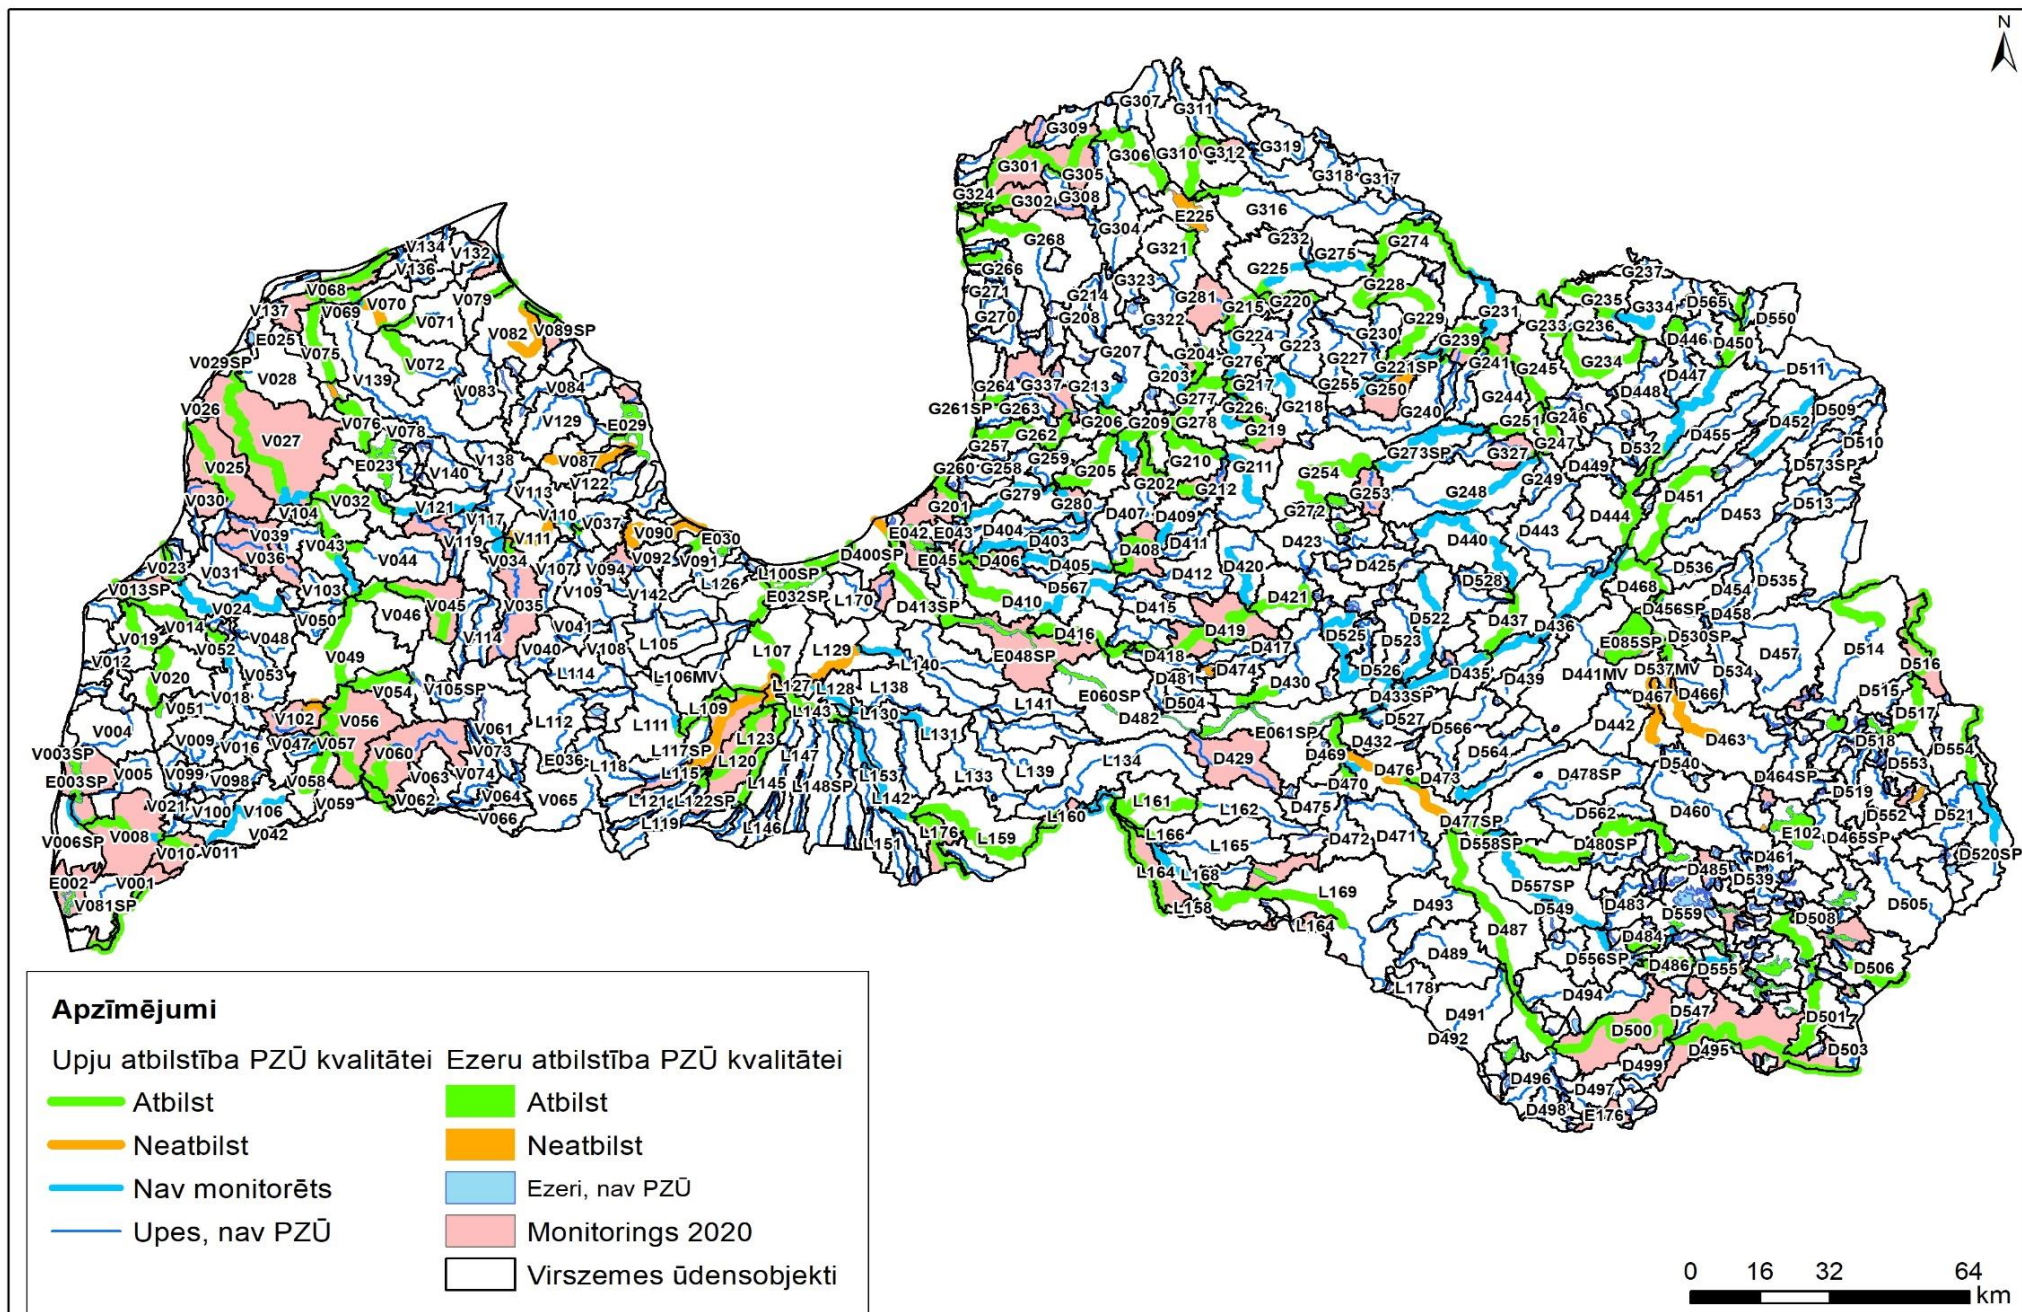 N
G307
G311
G309
G319
G306
G310
G312
G301
G305
G318
G317
G324
G302
G308
E225
G316
G304
G268
G321
G232
G275
G274
V134
V132
V136
G266
G225
G237
G271
G323
V068
V079
G214
G281
G228
G235
G334
D565
V137
V070
V069
V071
G270
G208
G322
G215
G220
G231
D550
E025
V082
V089SP
G224
G230
G229
G233
G236
D446
D450
V075
V072
G207
G204
G276
G223
G227
G239
G234
V029SP
V028
V139
V083
V084
G264
G337
G213
G203
G217
G255
G221SP
G250
G241
G245
D447
D448
D511
V026
V027
V076
V078
V129
E029
G261SP
G263
G277
G226
G218
G240
G244
G251
G246
D452
D509
D510
V025
E023
V138
V087
G257
G262
G206
G209
G278
G219
G273SP
G327
G247
D532
D455
V140
V122
G260
G258
G259
G205
G210
G211
G254
G249
D449
D573SP
V030
V104
V032
V121
V113
G279
G202
G212
G253
G248
D451
D513
V117
V110
V037
G201
G280
D407
D409
G272
D444
D453
V039
V043
V119
V111
V090
E030
E042
E043
D404
D403
D408
D411
D423
D440
D443
V023
V031
V036
V044
V034
V107
V094
V092
V091
D400SP
E045
D406
D405
D412
D420
D425
D528
D468
D536
D535
V013SP
V024
V103
V109
V142
L126
L100SP
E032SP
L170
D413SP
D410
D567
D415
D421
D454
D456SP
D458
V014
V019
V050
V046
V045
V035
V114
V041
L105
D416
D419
D525
D522
D437
D436
V052
V048
V012
V049
V040
V108
L107
L129
L140
E048SP
D418
D417
D523
E085SP
D530SP
D457
D514
D516
V020
V053
V054
V105SP
L114
L106MV
L127
L128
L138
D481
D474
D430
D526
D435
D439
D441MV
D537MV
D534
V051
V018
V102
V056
V061
L112
L111
L109
L143
L130
L141
E060SP
D504
D433SP
D467
D466
D515
D517
V004
V009
V016
V047
V057
V060
V073
E036
L117SP
L123
L147
L131
D482
E061SP
D527
D566
D442
D463
D518
D554
V003SP
E003SP
V005
V099
V098
V058
V063
V074
L118
L115
L120
L145
L148SP
L153
L133
L139
L134
D429
D432
D469
D476
D564
D473
D478SP
D540
D464SP
D553
V021
V100
V106
V059
V062
V064
V065
L121
L122SP
L142
L161
L162
D475
D470
D460
D519
D552
D521
V006SP
V008
V010
V011
V042
V066
L119
L146
L151
L176
L159
L160
L166
L165
D472
D471
D477SP
D558SP
D562
D480SP
E102
D465SP
D461
D520SP
E002
V001
V081SP
L164
L168
L158
L169
L164
D493
D557SP
D549
D485
D539
D483
D559
D505
D508
D487
D484
D489
D556SP
D486
D555
D506
L178
D494
D491
D500
D547
D501
D492
D495
D503
D496
D499
D497
D498
E176
Apzīmējumi
Upju atbilstība PZŪ kvalitātei
Atbilst
Neatbilst
Nav monitorēts
Upes, nav PZŪ
Ezeru atbilstība PZŪ kvalitātei
Atbilst
Neatbilst
Ezeri, nav PZŪ
Monitorings 2020
Virszemes ūdensobjekti
0 16 32 64
km